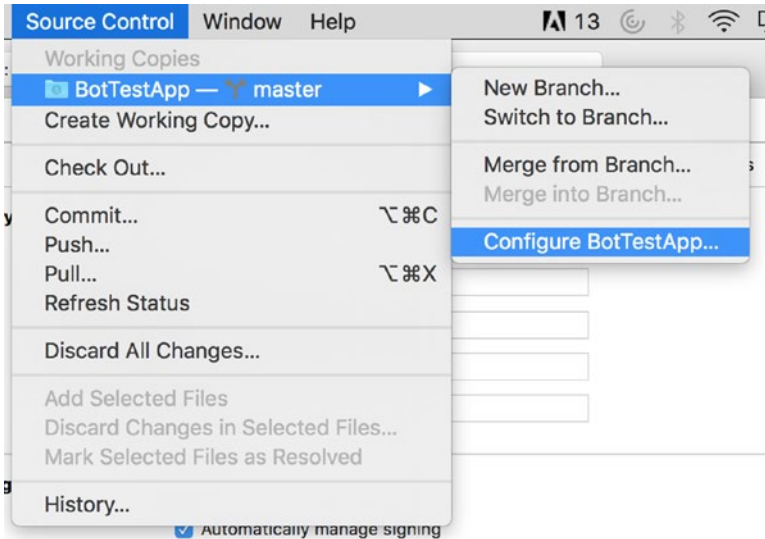 Source Control Window Help 13
Working Copies
BotTestApp — master
Create Working Copy...
Check Out...
Commit... ⌥⌘C
Push...
Pull... ⌥⌘X
Refresh Status
Discard All Changes...
Add Selected Files
Discard Changes in Selected Files...
Mark Selected Files as Resolved
History...
New Branch...
Switch to Branch...
Merge from Branch...
Merge into Branch...
Configure BotTestApp...
Automatically manage signing